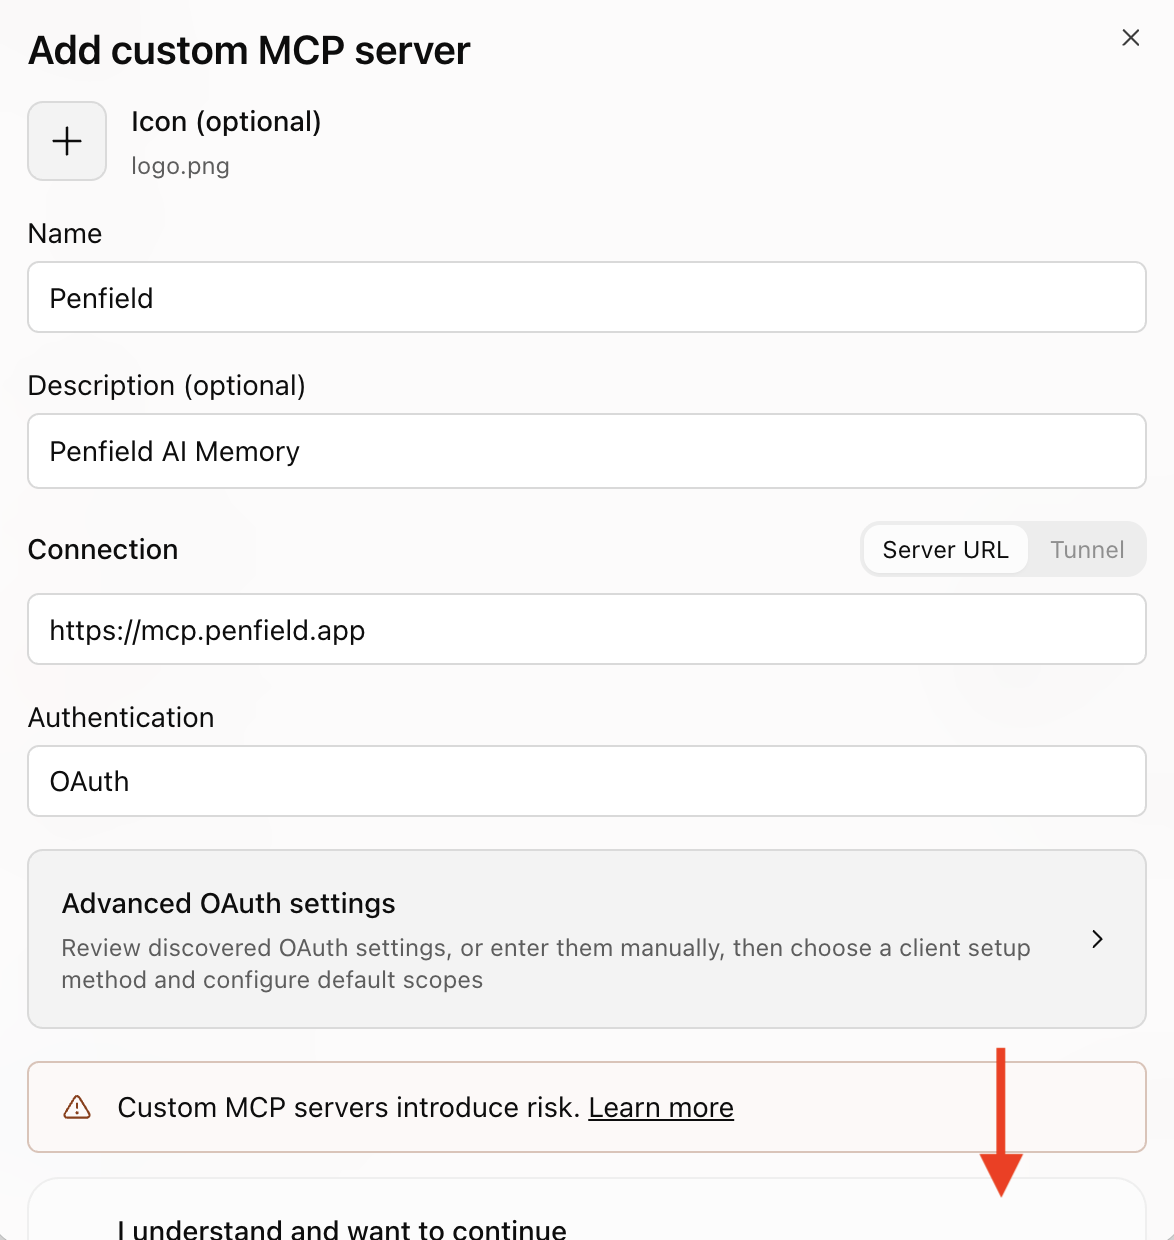 Add custom MCP server
Icon (optional)
logo.png
Name
Penfield
Description (optional)
Penfield AI Memory
Connection
Server URL
Tunnel
https://mcp.penfield.app
Authentication
OAuth
Advanced OAuth settings
Review discovered OAuth settings, or enter them manually, then choose a client setup
method and configure default scopes
Custom MCP servers introduce risk. Learn more
I understand and want to continue